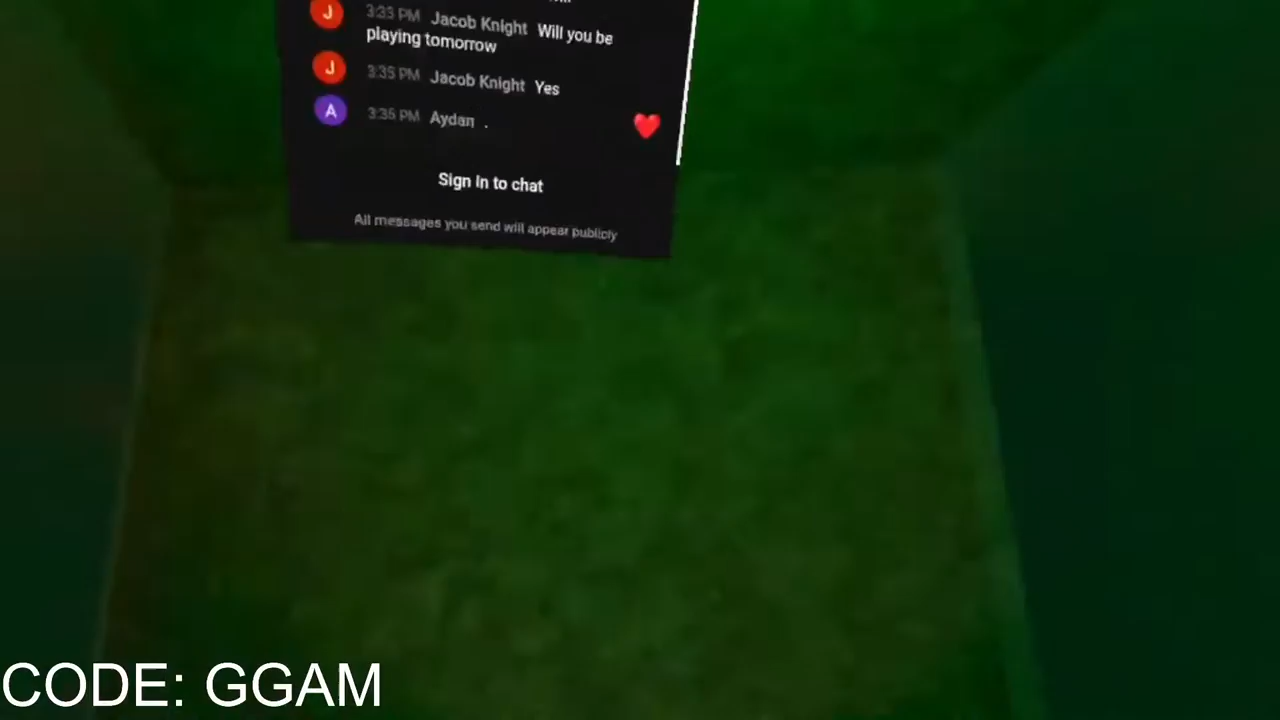 3:33 PM Jacob Knight Will you be
playing tomorrow
3:35 PM Jacob Knight Yes
3:35 PM Aydan .
Sign in to chat
All messages you send will appear publicly
CODE: GGAM